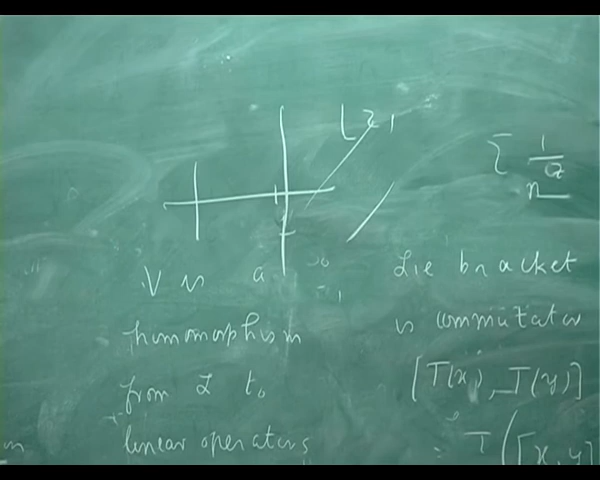 V is a
homomorphism
from L to
linear operators
Lie bracket
is commutator
[T(x), T(y)]
= T([x, y]